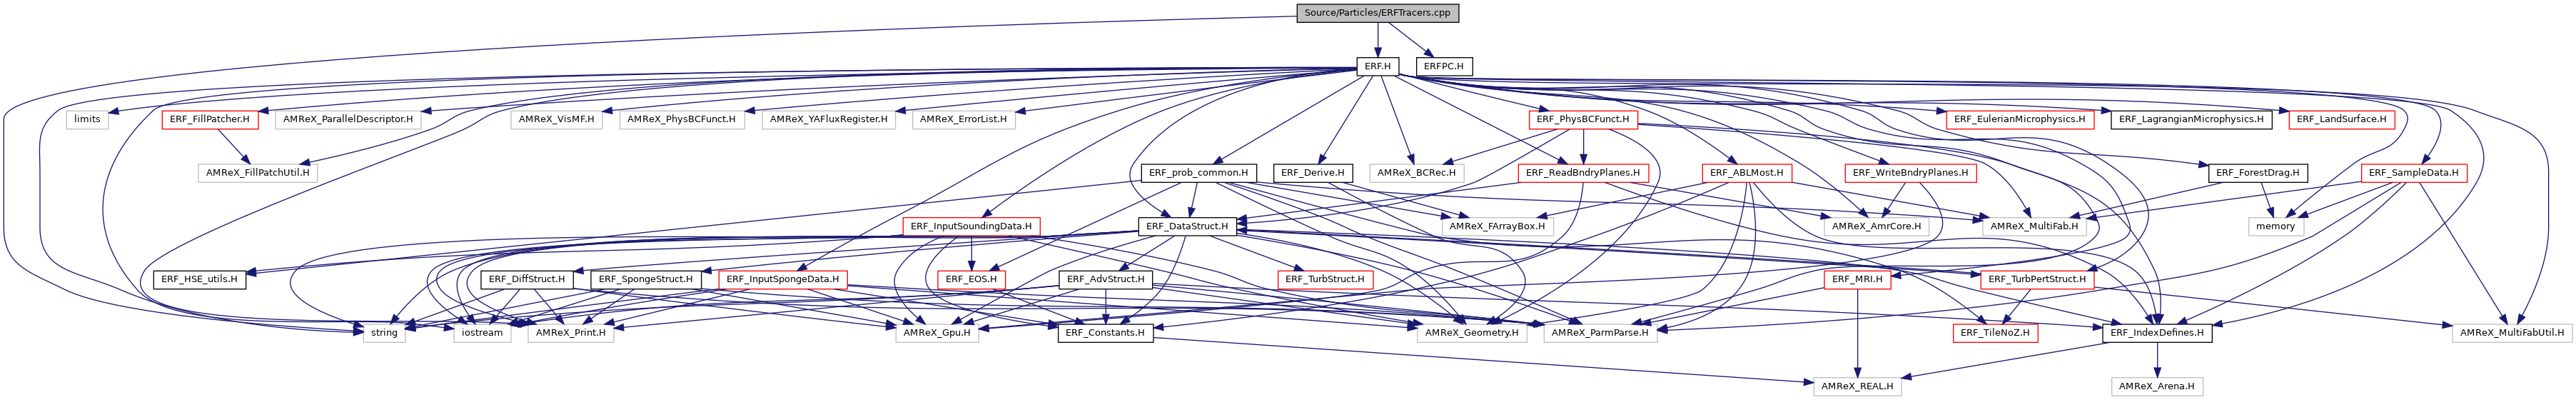 Source/Particles/ERFTracers.cpp
ERF.H
ERFPC.H
limits
ERF_FillPatcher.H
AMReX_ParallelDescriptor.H
AMReX_VisMF.H
AMReX_PhysBCFunct.H
AMReX_YAFluxRegister.H
AMReX_ErrorList.H
ERF_PhysBCFunct.H
ERF_EulerianMicrophysics.H
ERF_LagrangianMicrophysics.H
ERF_LandSurface.H
AMReX_FillPatchUtil.H
ERF_prob_common.H
ERF_Derive.H
AMReX_BCRec.H
ERF_ReadBndryPlanes.H
ERF_ABLMost.H
ERF_WriteBndryPlanes.H
ERF_ForestDrag.H
ERF_SampleData.H
ERF_InputSoundingData.H
ERF_DataStruct.H
AMReX_FArrayBox.H
AMReX_AmrCore.H
AMReX_MultiFab.H
memory
ERF_HSE_utils.H
ERF_DiffStruct.H
ERF_SpongeStruct.H
ERF_InputSpongeData.H
ERF_EOS.H
ERF_AdvStruct.H
ERF_TurbStruct.H
ERF_MRI.H
ERF_TurbPertStruct.H
string
iostream
AMReX_Print.H
AMReX_Gpu.H
ERF_Constants.H
AMReX_Geometry.H
AMReX_ParmParse.H
ERF_TileNoZ.H
ERF_IndexDefines.H
AMReX_MultiFabUtil.H
AMReX_REAL.H
AMReX_Arena.H